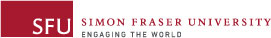 SFU SIMON FRASER UNIVERSITY
ENGAGING THE WORLD